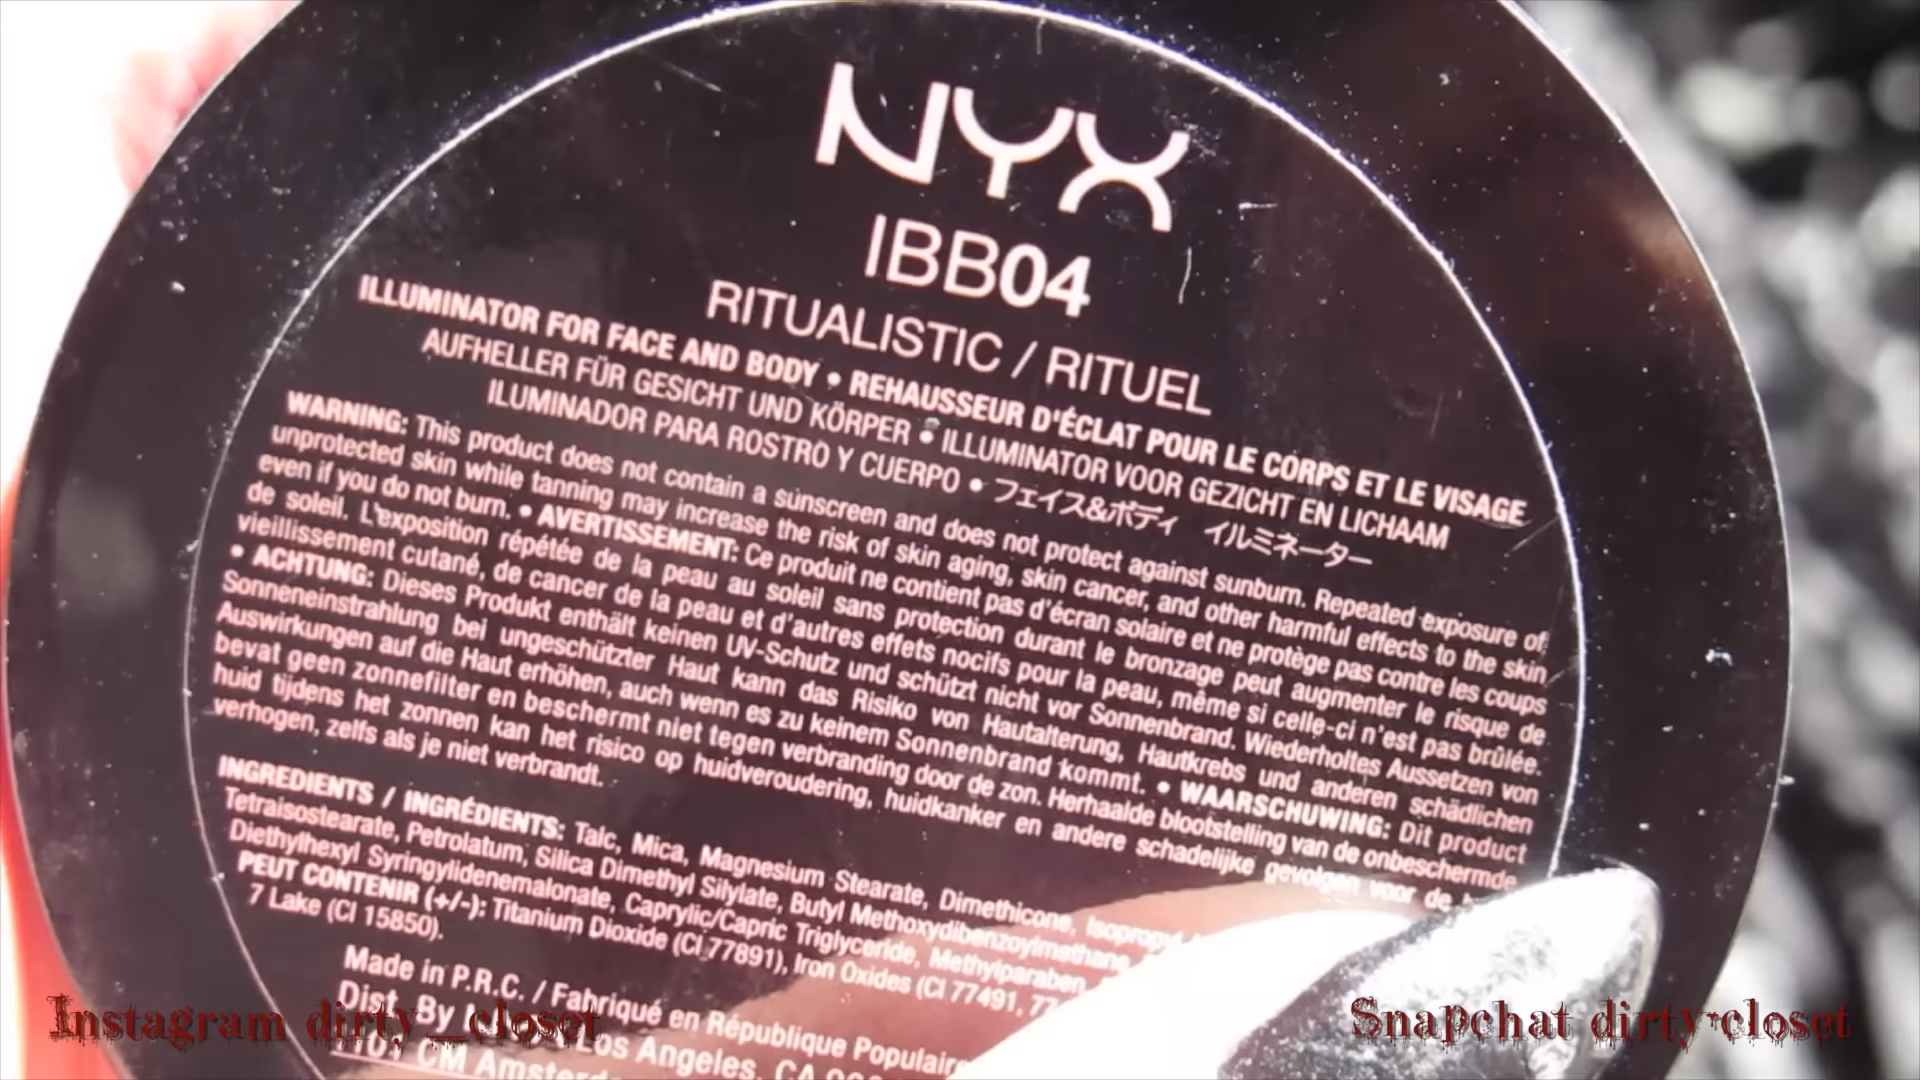 NYX
IBB04
RITUALISTIC / RITUEL
ILLUMINATOR FOR FACE AND BODY • REHAUSSEUR D'ÉCLAT POUR LE CORPS ET LE VISAGE
AUFHELLER FÜR GESICHT UND KÖRPER • ILLUMINATOR VOOR GEZICHT EN LICHAAM
ILUMINADOR PARA ROSTRO Y CUERPO • フェイス&ボディ イルミネーター
WARNING: This product does not contain a sunscreen and does not protect against sunburn. Repeated exposure of
unprotected skin while tanning may increase the risk of skin aging, skin cancer, and other harmful effects to the skin
even if you do not burn. • AVERTISSEMENT: Ce produit ne contient pas d'écran solaire et ne protège pas contre les coups
de soleil. L'exposition répétée de la peau au soleil sans protection durant le bronzage peut augmenter le risque de
vieillissement cutané, de cancer de la peau et d'autres effets nocifs pour la peau, même si celle-ci n'est pas brûlée.
• ACHTUNG: Dieses Produkt enthält keinen UV-Schutz und schützt nicht vor Sonnenbrand. Wiederholtes Aussetzen von
Sonneneinstrahlung bei ungeschützter Haut kann das Risiko von Hautalterung, Hautkrebs und anderen schädlichen
Auswirkungen auf die Haut erhöhen, auch wenn es zu keinem Sonnenbrand kommt. • WAARSCHUWING: Dit product
bevat geen zonnefilter en beschermt niet tegen verbranding door de zon. Herhaalde blootstelling van de onbeschermde
huid tijdens het zonnen kan het risico op huidveroudering, huidkanker en andere schadelijke gevolgen voor de
verhogen, zelfs als je niet verbrandt.
INGREDIENTS / INGRÉDIENTS: Talc, Mica, Magnesium Stearate, Dimethicone, Isopropyl
Tetraisostearate, Petrolatum, Silica Dimethyl Silylate, Butyl Methoxydibenzoylmethane,
Diethylhexyl Syringylidenemalonate, Caprylic/Capric Triglyceride, Methylparaben,
PEUT CONTENIR (+/-): Titanium Dioxide (CI 77891), Iron Oxides (CI 77491,
7 Lake (CI 15850).
Made in P.R.C. / Fabriqué en République Populaire
Dist. By Los Angeles, CA
CM
Instagram dirty_closet
Snapchat dirty-closet